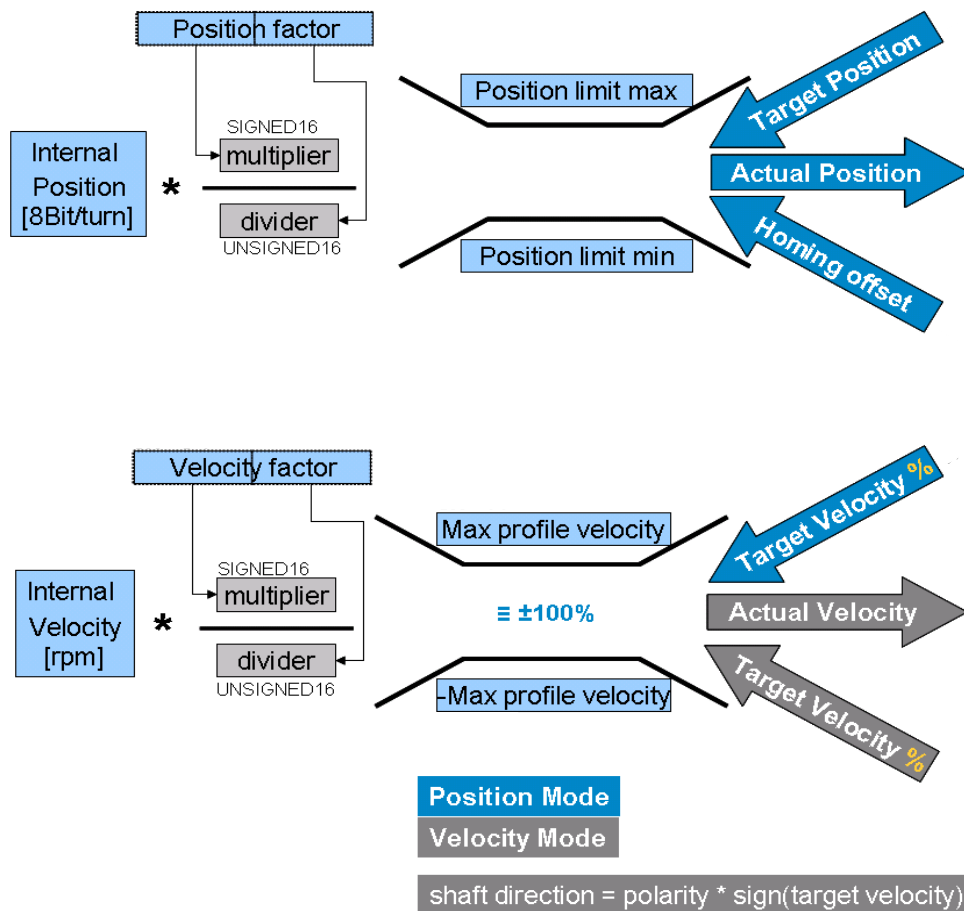 Position factor
Position limit max
Target Position
SIGNED16
multiplier
Internal
Position
[8Bit/turn]
*
Actual Position
divider
UNSIGNED16
Position limit min
Homing offset
Velocity factor
Max profile velocity
Target Velocity %
SIGNED16
multiplier
Internal
Velocity
[rpm]
*
≡ ±100%
Actual Velocity
divider
UNSIGNED16
-Max profile velocity
Target Velocity %
Position Mode
Velocity Mode
shaft direction = polarity * sign(target velocity)